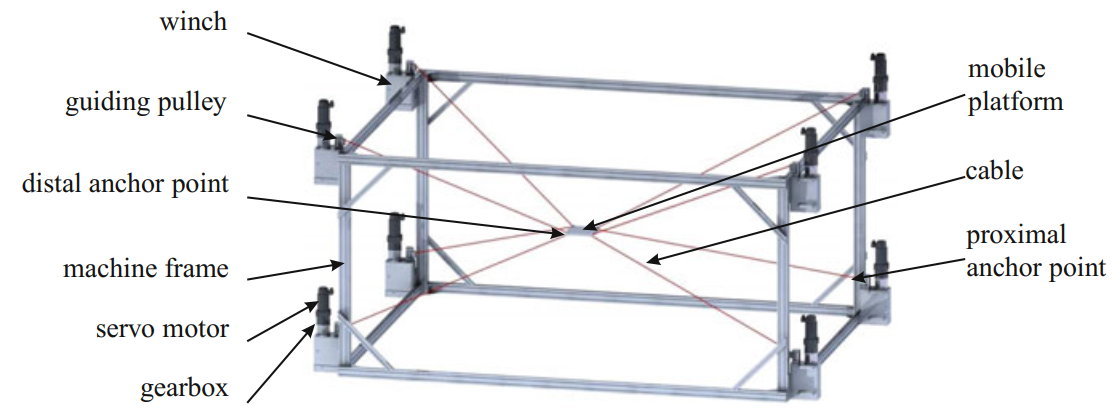 winch
guiding pulley
distal anchor point
machine frame
servo motor
gearbox
mobile
platform
cable
proximal
anchor point